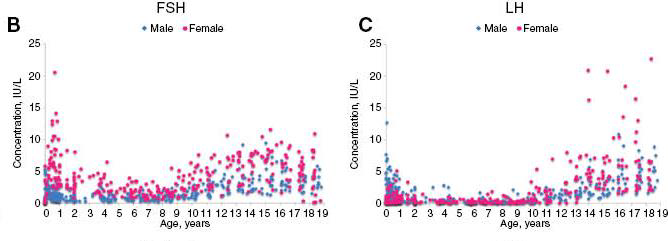 B
FSH
Male Female
Concentration, IU/L
25
20
15
10
5
0
0 1 2 3 4 5 6 7 8 9 10 11 12 13 14 15 16 17 18 19
Age, years
C
LH
Male Female
Concentration, IU/L
25
20
15
10
5
0
0 1 2 3 4 5 6 7 8 9 10 11 12 13 14 15 16 17 18 19
Age, years